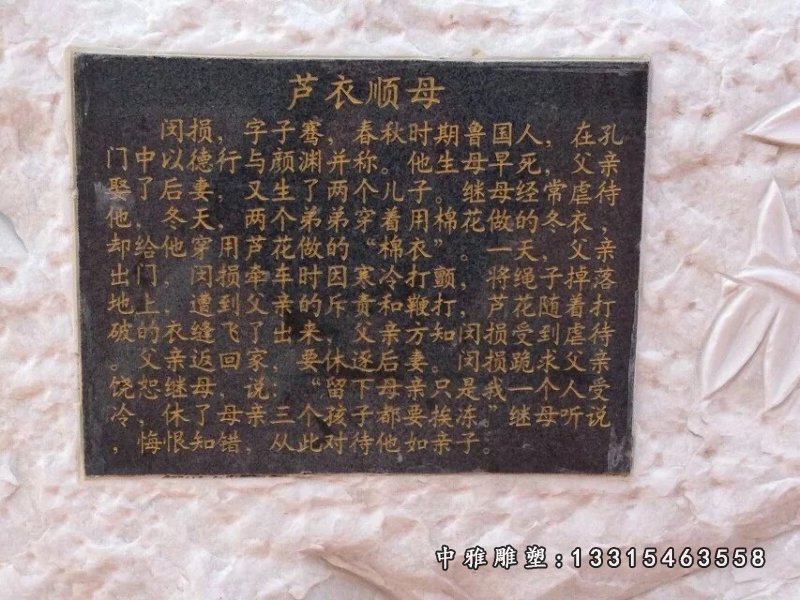 芦衣顺母
闵损，字子骞，春秋时期鲁国人，在孔
门中以德行与颜渊并称。他生母早死，父亲
娶了后妻，又生了两个儿子。继母经常虐待
他，冬天，两个弟弟穿着用棉花做的冬衣，
却给他穿用芦花做的“棉衣”。一天，父亲
出门，闵损牵车时因寒冷打颤，将绳子掉落
地上，遭到父亲的斥责和鞭打，芦花随着打
破的衣缝飞了出来，父亲方知闵损受到虐待
。父亲返回家，要休逐后妻。闵损跪求父亲
饶恕继母，说：“留下母亲只是我一个人受
冷，休了母亲三个孩子都要挨冻。”继母听说
，悔恨知错，从此对待他如亲子。
中雅雕塑:13315463558